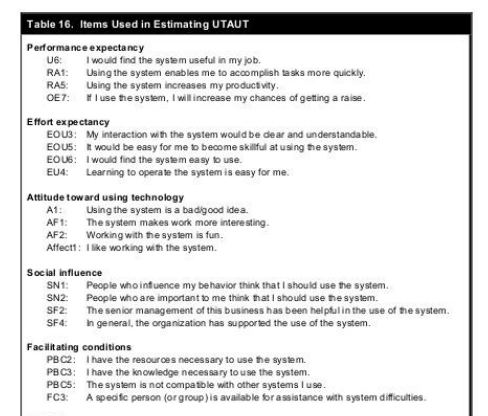 Table 16. Items Used in Estimating UTAUT
Performance expectancy
U6: I would find the system useful in my job.
RA1: Using the system enables me to accomplish tasks more quickly.
RA5: Using the system increases my productivity.
OE7: If I use the system, I will increase my chances of getting a raise.
Effort expectancy
EOU3: My interaction with the system would be clear and understandable.
EOU5: It would be easy for me to become skillful at using the system.
EOU6: I would find the system easy to use.
EU4: Learning to operate the system is easy for me.
Attitude toward using technology
A1: Using the system is a bad/good idea.
AF1: The system makes work more interesting.
AF2: Working with the system is fun.
Affect1: I like working with the system.
Social influence
SN1: People who influence my behavior think that I should use the system.
SN2: People who are important to me think that I should use the system.
SF2: The senior management of this business has been helpful in the use of the system.
SF4: In general, the organization has supported the use of the system.
Facilitating conditions
PBC2: I have the resources necessary to use the system.
PBC3: I have the knowledge necessary to use the system.
PBC5: The system is not compatible with other systems I use.
FC3: A specific person (or group) is available for assistance with system difficulties.